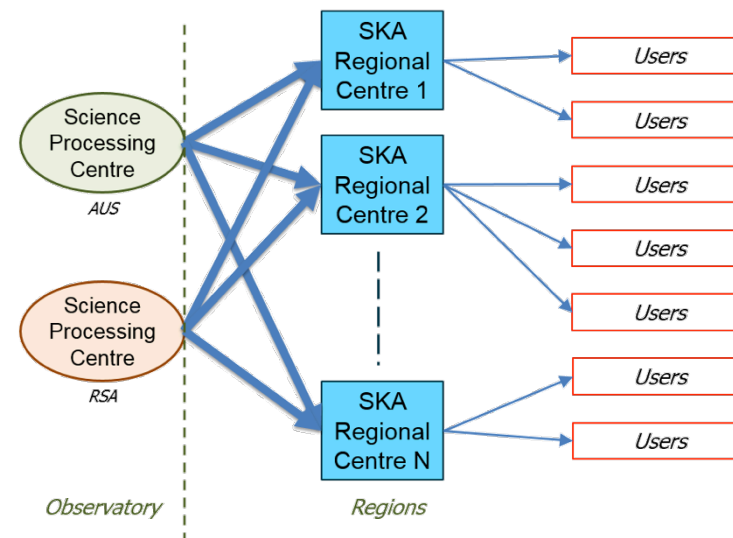 Science
Processing
Centre
AUS
Science
Processing
Centre
RSA
Observatory
SKA
Regional
Centre 1
SKA
Regional
Centre 2
SKA
Regional
Centre N
Regions
Users
Users
Users
Users
Users
Users
Users